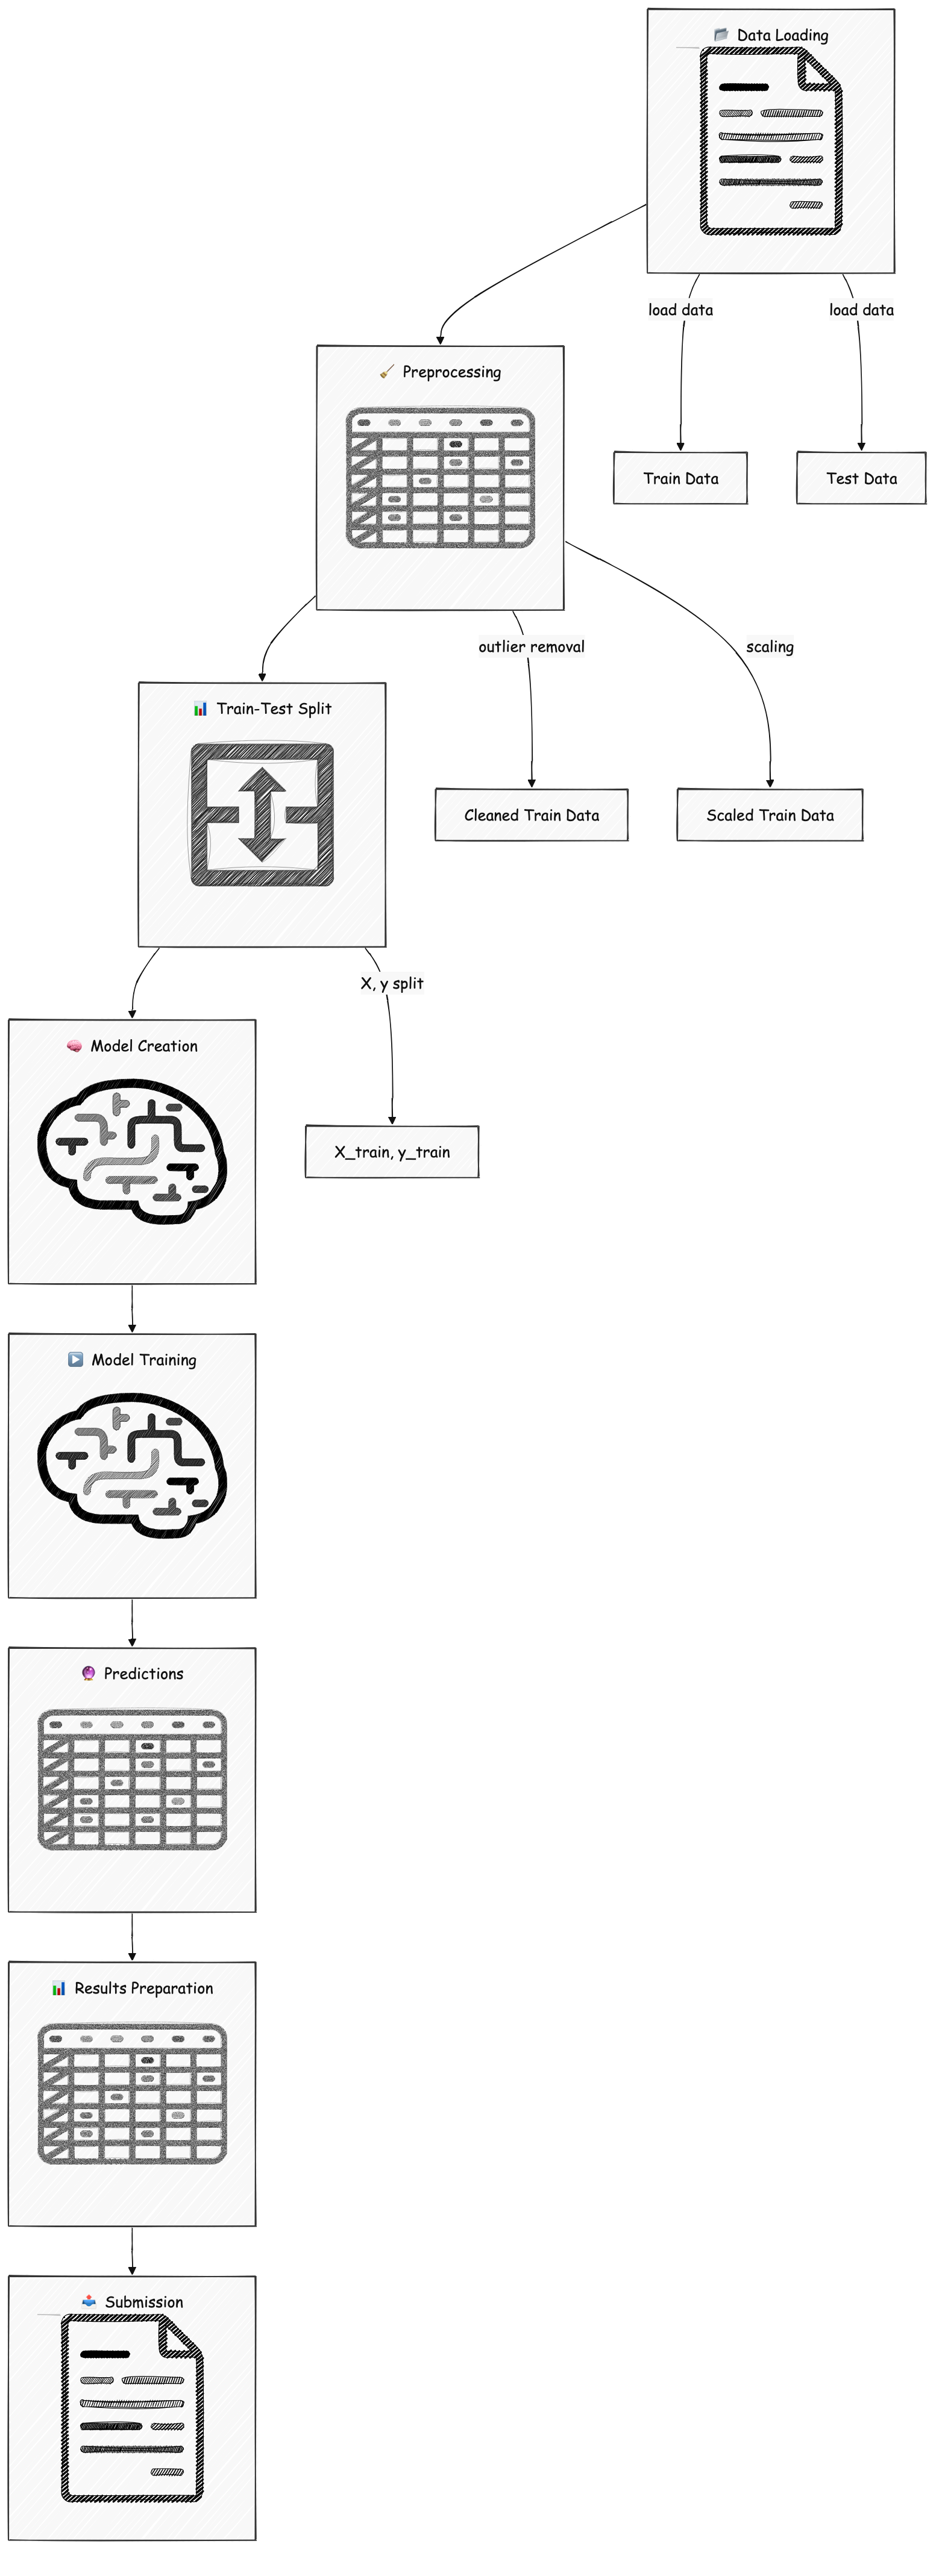 📂 Data Loading
load data
load data
🧹 Preprocessing
Train Data
Test Data
outlier removal
scaling
📊 Train-Test Split
Cleaned Train Data
Scaled Train Data
X, y split
🧠 Model Creation
X_train, y_train
▶️ Model Training
🔮 Predictions
📊 Results Preparation
📤 Submission